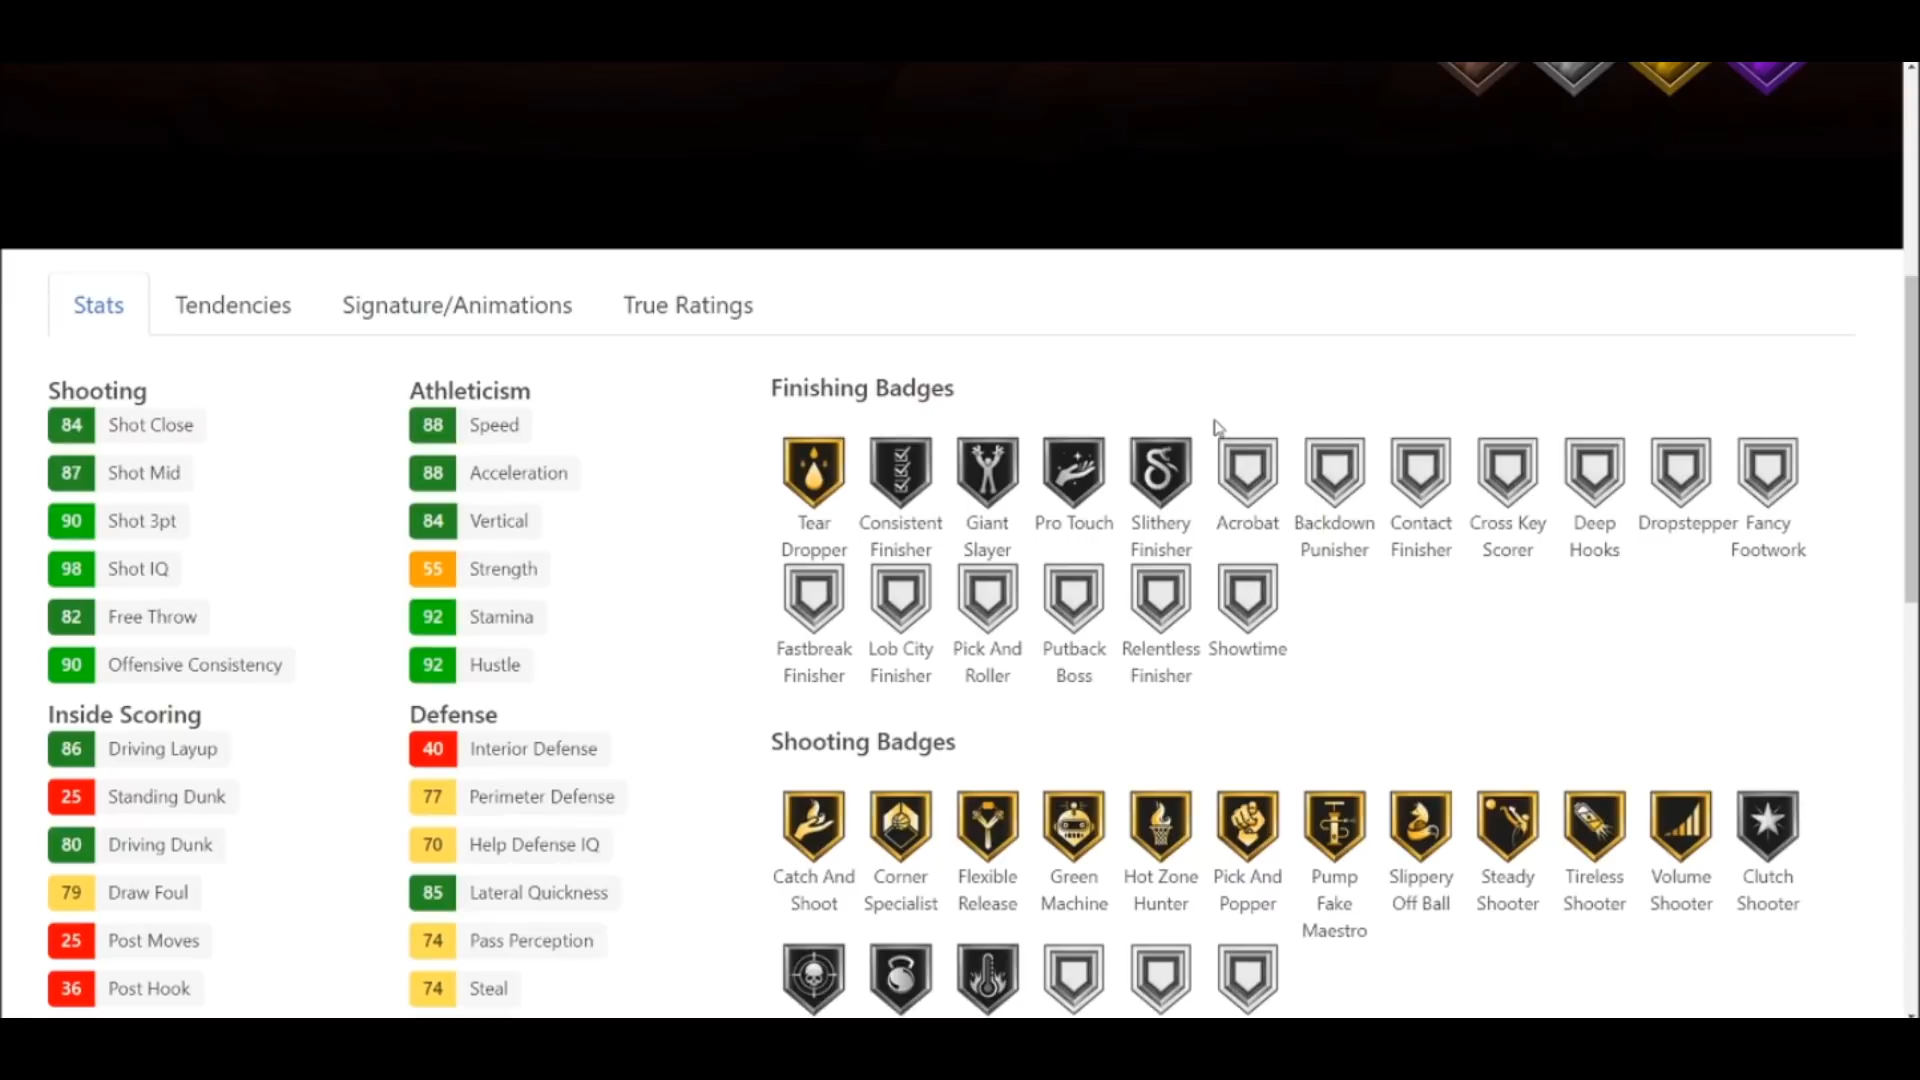 Stats Tendencies Signature/Animations True Ratings
Shooting
84 Shot Close
87 Shot Mid
90 Shot 3pt
98 Shot IQ
82 Free Throw
90 Offensive Consistency
Inside Scoring
86 Driving Layup
25 Standing Dunk
80 Driving Dunk
79 Draw Foul
25 Post Moves
36 Post Hook
Athleticism
88 Speed
88 Acceleration
84 Vertical
55 Strength
92 Stamina
92 Hustle
Defense
40 Interior Defense
77 Perimeter Defense
70 Help Defense IQ
85 Lateral Quickness
74 Pass Perception
74 Steal
Finishing Badges
Tear Consistent Giant Pro Touch Slithery Acrobat Backdown Contact Cross Key Deep Dropstepper Fancy
Dropper Finisher Slayer Finisher Punisher Finisher Scorer Hooks Footwork
Fastbreak Lob City Pick And Putback Relentless Showtime
Finisher Finisher Roller Boss Finisher
Shooting Badges
Catch And Corner Flexible Green Hot Zone Pick And Pump Slippery Steady Tireless Volume Clutch
Shoot Specialist Release Machine Hunter Popper Fake Off Ball Shooter Shooter Shooter Shooter
Maestro